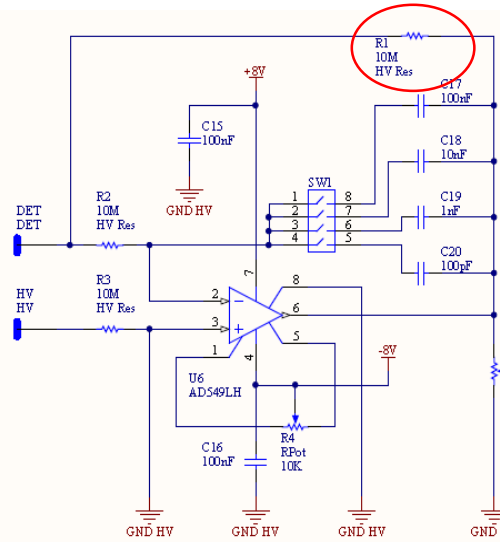 R1
10M
HV Res
+8V
C17
100nF
C15
100nF
C18
10nF
GND HV
SW1
1 8
2 7
3 6
4 5
C19
1nF
DET
DET
R2
10M
HV Res
C20
100pF
7
HV
HV
R3
10M
HV Res
2
8
3
6
1
5
4
U6
AD549LH
-8V
R4
RPot
10K
C16
100nF
GND HV
GND HV
GND HV
GND